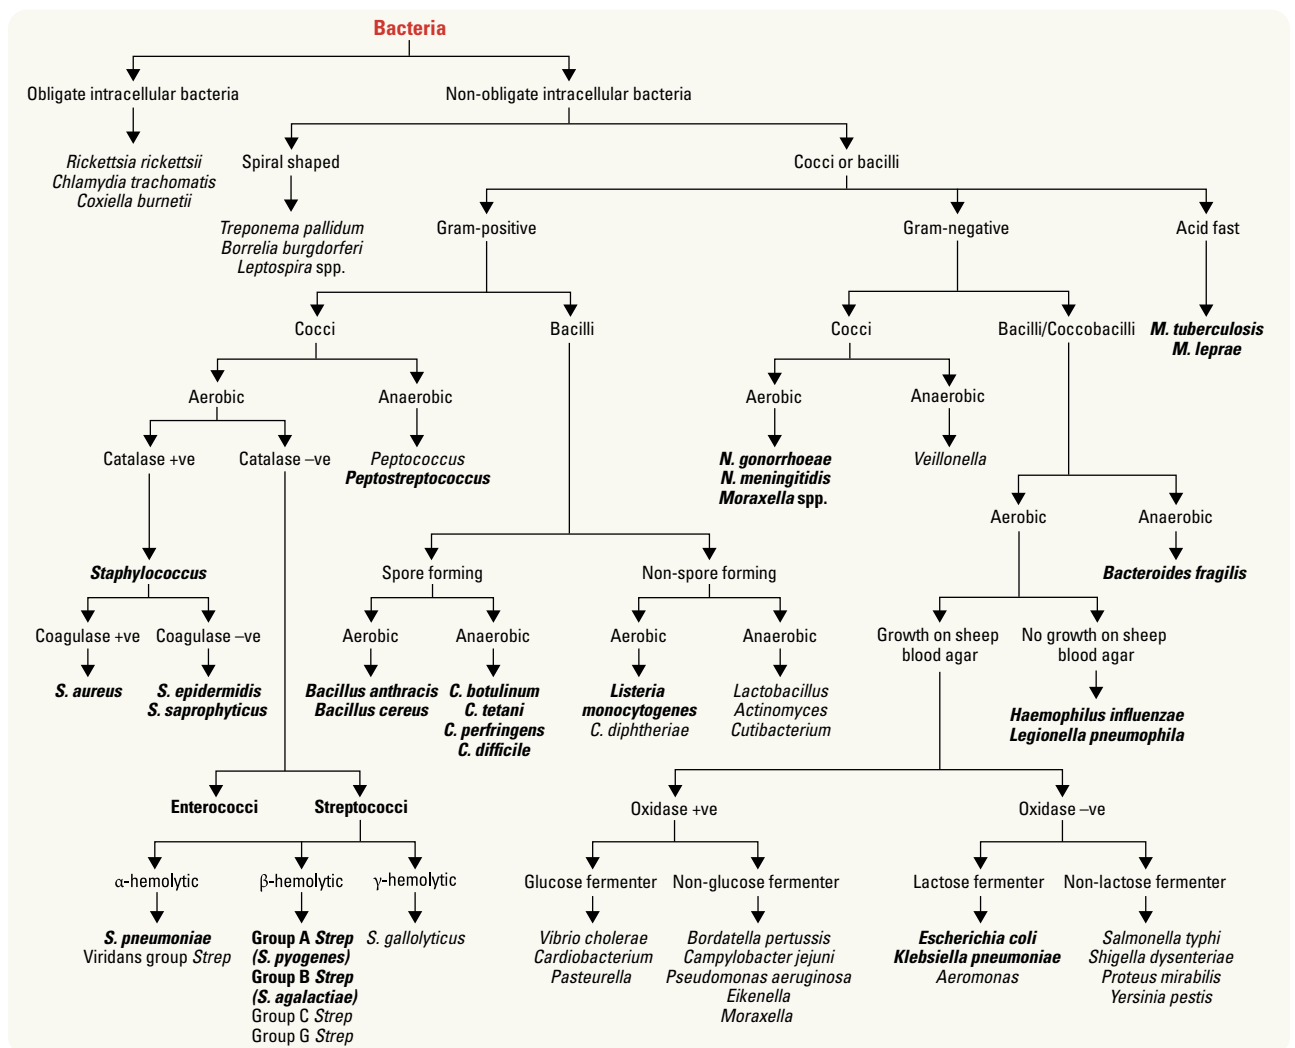 Bacteria
Obligate intracellular bacteria
Non-obligate intracellular bacteria
Rickettsia rickettsii
Chlamydia trachomatis
Coxiella burnetii
Spiral shaped
Cocci or bacilli
Treponema pallidum
Borrelia burgdorferi
Leptospira spp.
Gram-positive
Gram-negative
Acid fast
Cocci
Bacilli
Cocci
Bacilli/Coccobacilli
M. tuberculosis
M. leprae
Aerobic
Anaerobic
Aerobic
Anaerobic
Catalase +ve
Catalase –ve
Peptococcus
Peptostreptococcus
N. gonorrhoeae
N. meningitidis
Moraxella spp.
Veillonella
Aerobic
Anaerobic
Staphylococcus
Spore forming
Non-spore forming
Bacteroides fragilis
Coagulase +ve
Coagulase –ve
Aerobic
Anaerobic
Aerobic
Anaerobic
Growth on sheep
blood agar
No growth on sheep
blood agar
S. aureus
S. epidermidis
S. saprophyticus
Bacillus anthracis
Bacillus cereus
C. botulinum
C. tetani
C. perfringens
C. difficile
Listeria
monocytogenes
C. diphtheriae
Lactobacillus
Actinomyces
Cutibacterium
Haemophilus influenzae
Legionella pneumophila
Enterococci
Streptococci
Oxidase +ve
Oxidase –ve
α-hemolytic
β-hemolytic
γ-hemolytic
Glucose fermenter
Non-glucose fermenter
Lactose fermenter
Non-lactose fermenter
S. pneumoniae
Viridans group Strep
Group A Strep
(S. pyogenes)
Group B Strep
(S. agalactiae)
Group C Strep
Group G Strep
S. gallolyticus
Vibrio cholerae
Cardiobacterium
Pasteurella
Bordatella pertussis
Campylobacter jejuni
Pseudomonas aeruginosa
Eikenella
Moraxella
Escherichia coli
Klebsiella pneumoniae
Aeromonas
Salmonella typhi
Shigella dysenteriae
Proteus mirabilis
Yersinia pestis